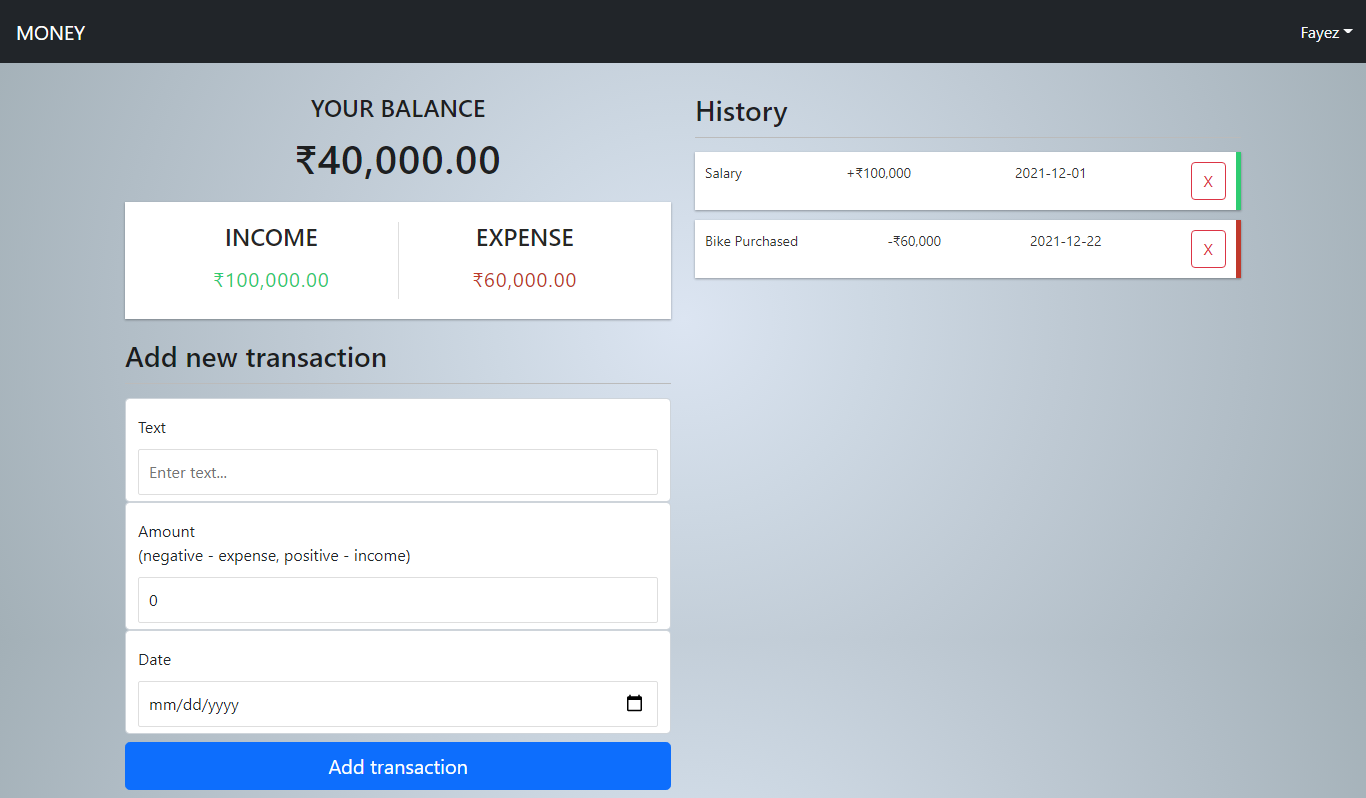 MONEY
Fayez
YOUR BALANCE
₹40,000.00
INCOME
₹100,000.00
EXPENSE
₹60,000.00
Add new transaction
Text
Enter text...
Amount
(negative - expense, positive - income)
0
Date
mm/dd/yyyy
Add transaction
History
Salary +₹100,000 2021-12-01 X
Bike Purchased -₹60,000 2021-12-22 X